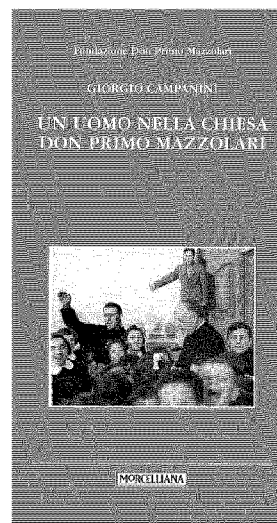 Fondazione Don Primo Mazzolari
GIORGIO CAMPANINI
UN UOMO NELLA CHIESA
DON PRIMO MAZZOLARI
MORCELLIANA